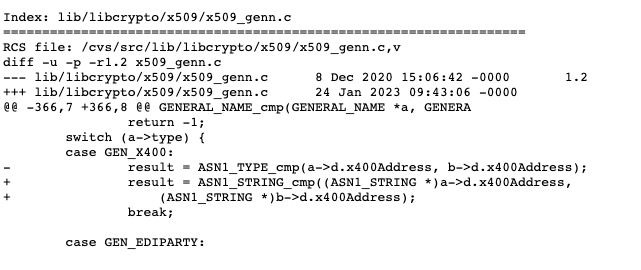 Index: lib/libcrypto/x509/x509_genn.c
===================================================================
RCS file: /cvs/src/lib/libcrypto/x509/x509_genn.c,v
diff -u -p -r1.2 x509_genn.c
--- lib/libcrypto/x509/x509_genn.c      8 Dec 2020 15:06:42 -0000       1.2
+++ lib/libcrypto/x509/x509_genn.c      24 Jan 2023 09:43:06 -0000
@@ -366,7 +366,8 @@ GENERAL_NAME_cmp(GENERAL_NAME *a, GENERA
                return -1;
        switch (a->type) {
        case GEN_X400:
-               result = ASN1_TYPE_cmp(a->d.x400Address, b->d.x400Address);
+               result = ASN1_STRING_cmp((ASN1_STRING *)a->d.x400Address,
+                   (ASN1_STRING *)b->d.x400Address);
                break;
        case GEN_EDIPARTY: